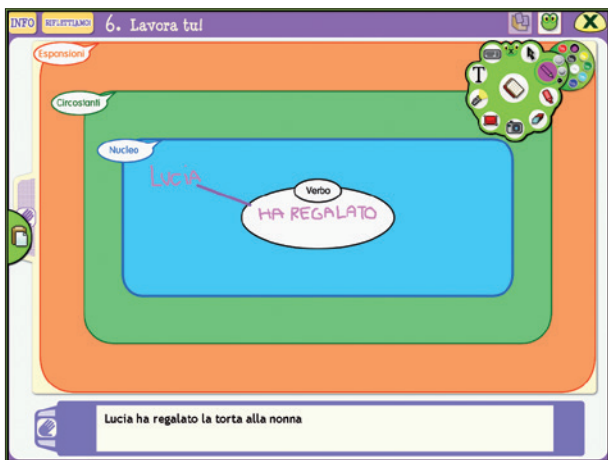 INFO RIFLETTIAMO 6. Lavora tu!
Espansioni
T
Circostanti
Nucleo
LUCIA
Verbo
HA REGALATO
Lucia ha regalato la torta alla nonna